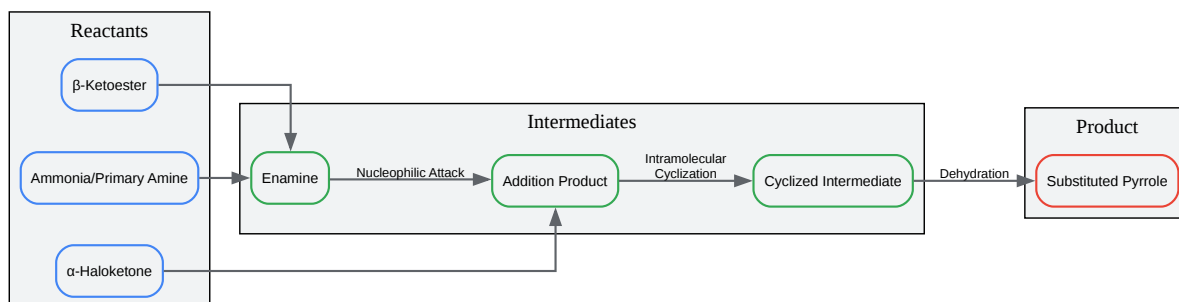 Reactants
β-Ketoester
Ammonia/Primary Amine
α-Haloketone
Intermediates
Enamine
Nucleophilic Attack
Addition Product
Intramolecular
Cyclization
Cyclized Intermediate
Dehydration
Product
Substituted Pyrrole